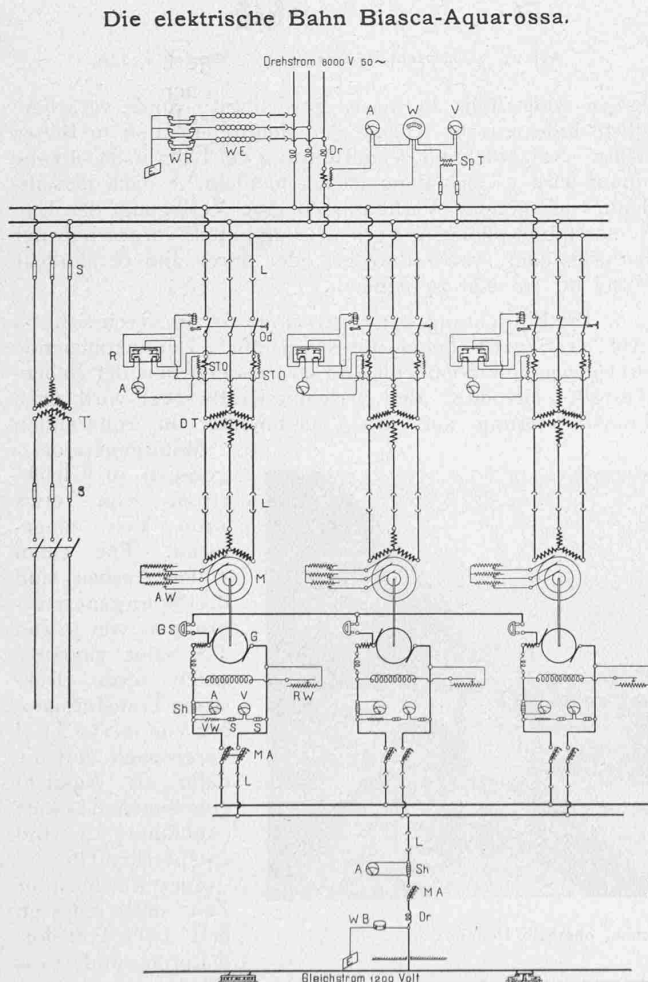 Die elektrische Bahn Biasca-Aquarossa.
Drehstrom 8000 V 50~
A W V
WR WE Dr
SpT
E
S L
Od
R STO STO
A
T DT
S L
M
AW
GS G
A V RW
Sh
VW S S
MA
L
L
A Sh
MA
WB Dr
E
Gleichstrom 1200 Volt